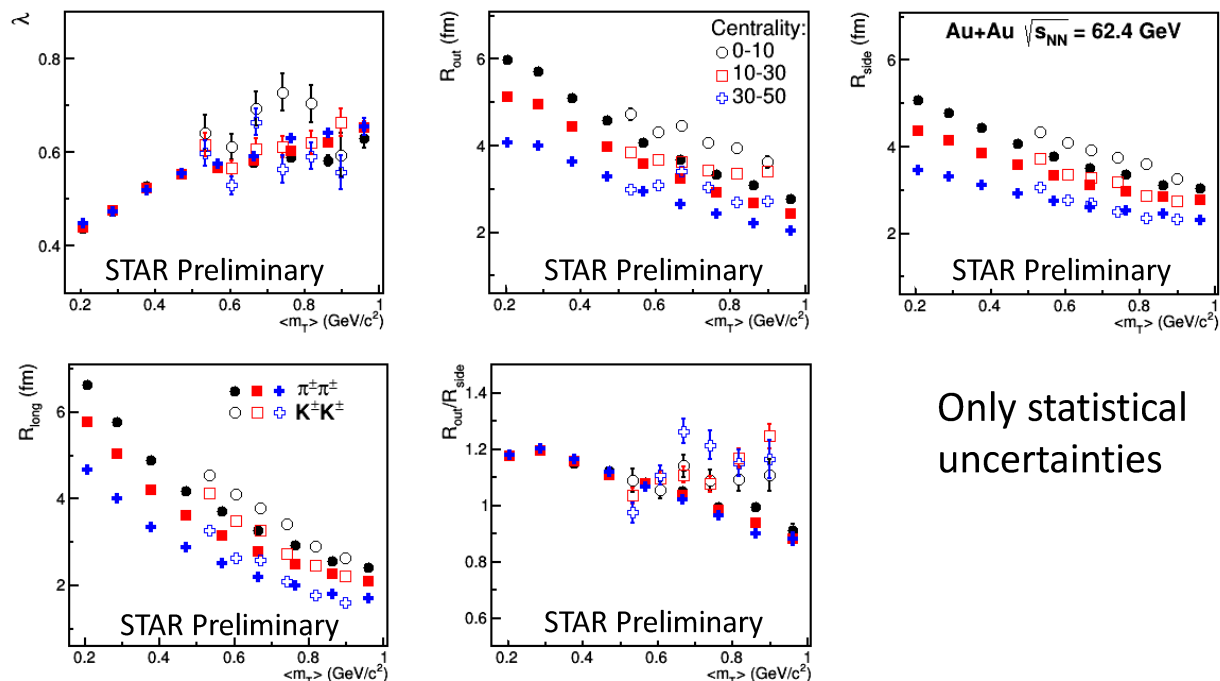 λ
0.8
0.6
0.4
STAR Preliminary
0.2 0.4 0.6 0.8 1
<m_T> (GeV/c²)
R_out (fm)
6
4
2
Centrality:
0-10
10-30
30-50
STAR Preliminary
0.2 0.4 0.6 0.8 1
<m_T> (GeV/c²)
R_side (fm)
6
4
2
Au+Au √s_NN = 62.4 GeV
STAR Preliminary
0.2 0.4 0.6 0.8 1
<m_T> (GeV/c²)
R_long (fm)
6
4
2
π±π±
K±K±
STAR Preliminary
0.2 0.4 0.6 0.8 1
<m_T> (GeV/c²)
R_out/R_side
1.4
1.2
1
0.8
0.6
STAR Preliminary
0.2 0.4 0.6 0.8 1
<m_T> (GeV/c²)
Only statistical
uncertainties